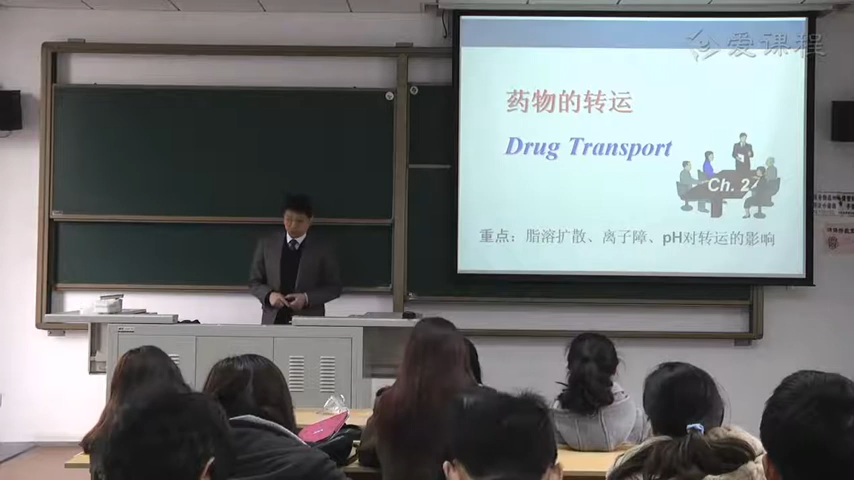 爱课程
药物的转运
Drug Transport
Ch. 27
重点：脂溶扩散、离子障、pH对转运的影响